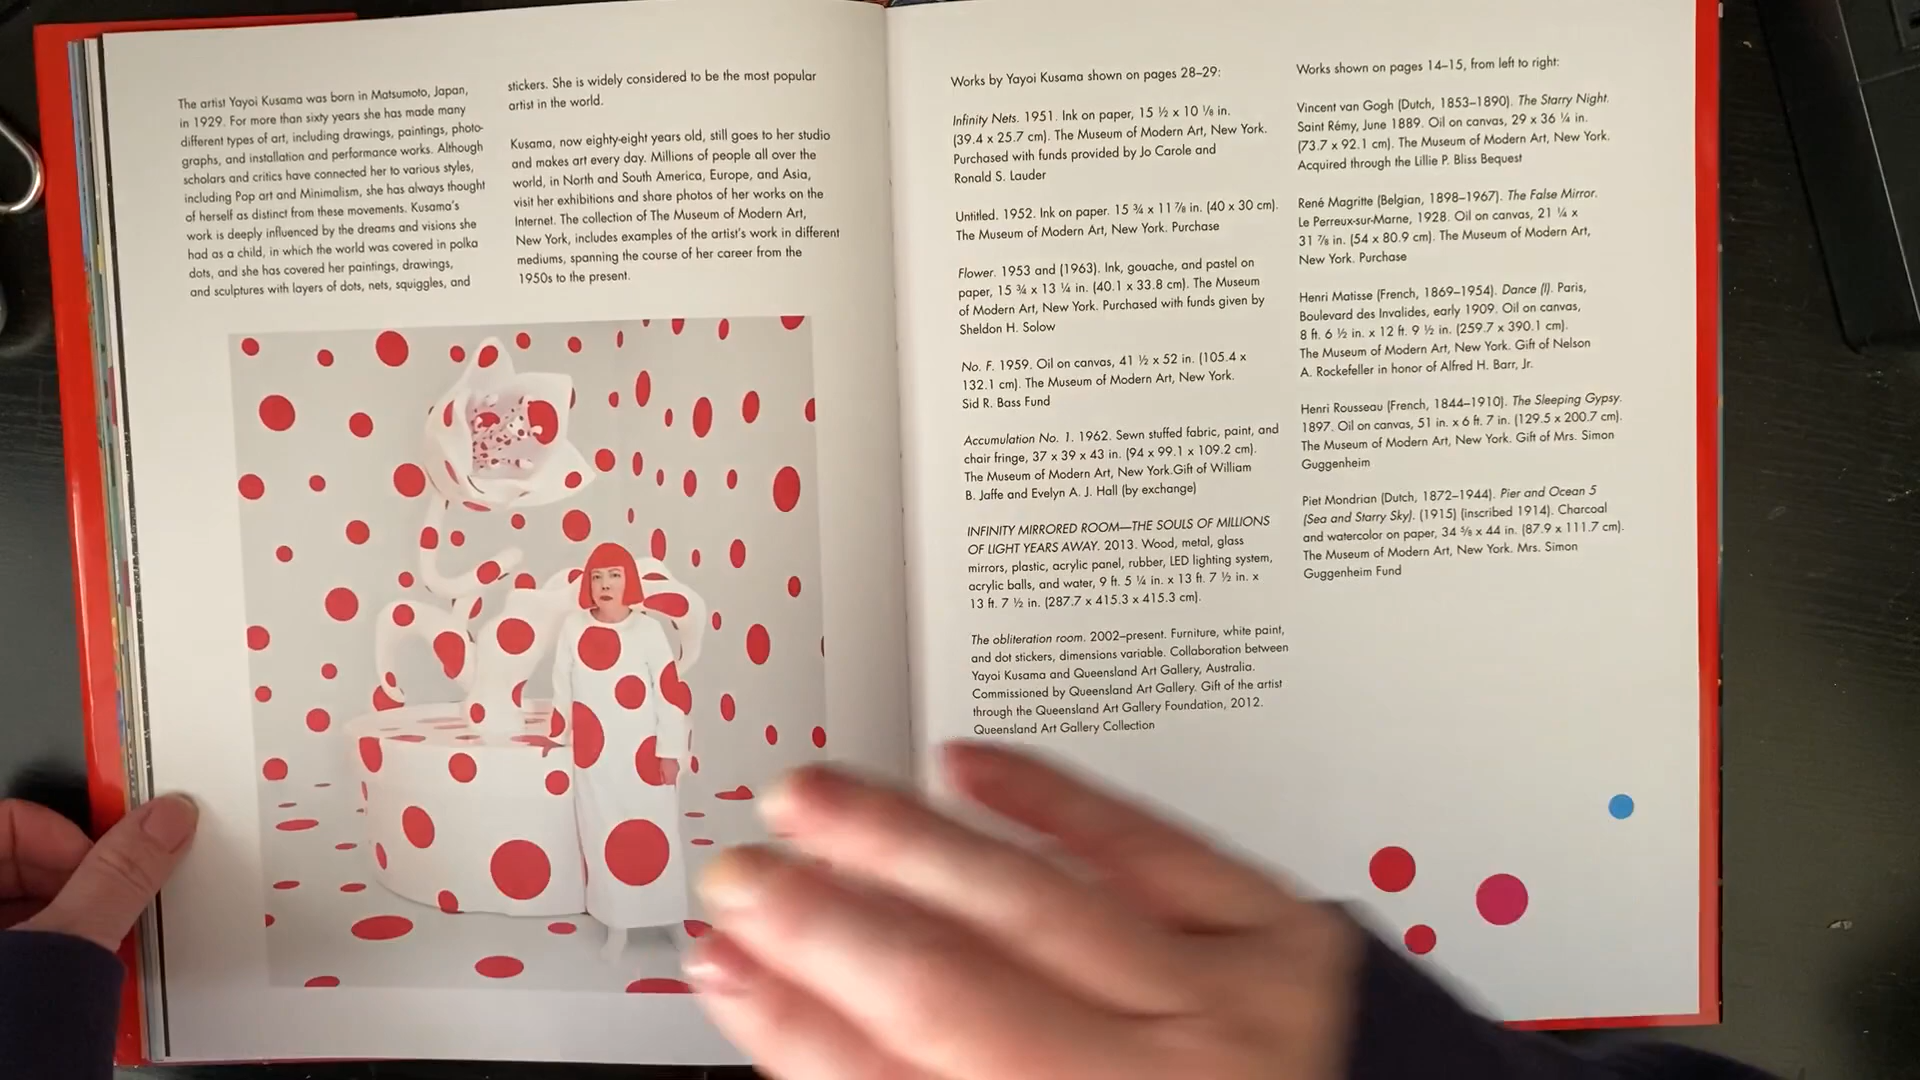 The artist Yayoi Kusama was born in Matsumoto, Japan,
in 1929. For more than sixty years she has made many
different types of art, including drawings, paintings, photo-
graphs, and installation and performance works. Although
scholars and critics have connected her to various styles,
including Pop art and Minimalism, she has always thought
of herself as distinct from these movements. Kusama's
work is deeply influenced by the dreams and visions she
had as a child, in which the world was covered in polka
dots, and she has covered her paintings, drawings,
and sculptures with layers of dots, nets, squiggles, and
stickers. She is widely considered to be the most popular
artist in the world.
Kusama, now eighty-eight years old, still goes to her studio
and makes art every day. Millions of people all over the
world, in North and South America, Europe, and Asia,
visit her exhibitions and share photos of her works on the
Internet. The collection of The Museum of Modern Art,
New York, includes examples of the artist's work in different
mediums, spanning the course of her career from the
1950s to the present.
Works by Yayoi Kusama shown on pages 28–29:
Infinity Nets. 1951. Ink on paper, 15 ½ x 10 ⅛ in.
(39.4 x 25.7 cm). The Museum of Modern Art, New York.
Purchased with funds provided by Jo Carole and
Ronald S. Lauder
Untitled. 1952. Ink on paper. 15 ¾ x 11 ⅞ in. (40 x 30 cm).
The Museum of Modern Art, New York. Purchase
Flower. 1953 and (1963). Ink, gouache, and pastel on
paper, 15 ¾ x 13 ¼ in. (40.1 x 33.8 cm). The Museum
of Modern Art, New York. Purchased with funds given by
Sheldon H. Solow
No. F. 1959. Oil on canvas, 41 ½ x 52 in. (105.4 x
132.1 cm). The Museum of Modern Art, New York.
Sid R. Bass Fund
Accumulation No. 1. 1962. Sewn stuffed fabric, paint, and
chair fringe, 37 x 39 x 43 in. (94 x 99.1 x 109.2 cm).
The Museum of Modern Art, New York.Gift of William
B. Jaffe and Evelyn A. J. Hall (by exchange)
INFINITY MIRRORED ROOM—THE SOULS OF MILLIONS
OF LIGHT YEARS AWAY. 2013. Wood, metal, glass
mirrors, plastic, acrylic panel, rubber, LED lighting system,
acrylic balls, and water, 9 ft. 5 ¼ in. x 13 ft. 7 ½ in. x
13 ft. 7 ½ in. (287.7 x 415.3 x 415.3 cm).
The obliteration room. 2002–present. Furniture, white paint,
and dot stickers, dimensions variable. Collaboration between
Yayoi Kusama and Queensland Art Gallery, Australia.
Commissioned by Queensland Art Gallery. Gift of the artist
through the Queensland Art Gallery Foundation, 2012.
Queensland Art Gallery Collection
Works shown on pages 14–15, from left to right:
Vincent van Gogh (Dutch, 1853–1890). The Starry Night.
Saint Rémy, June 1889. Oil on canvas, 29 x 36 ¼ in.
(73.7 x 92.1 cm). The Museum of Modern Art, New York.
Acquired through the Lillie P. Bliss Bequest
René Magritte (Belgian, 1898–1967). The False Mirror.
Le Perreux-sur-Marne, 1928. Oil on canvas, 21 ¼ x
31 ⅞ in. (54 x 80.9 cm). The Museum of Modern Art,
New York. Purchase
Henri Matisse (French, 1869–1954). Dance (I). Paris,
Boulevard des Invalides, early 1909. Oil on canvas,
8 ft. 6 ½ in. x 12 ft. 9 ½ in. (259.7 x 390.1 cm).
The Museum of Modern Art, New York. Gift of Nelson
A. Rockefeller in honor of Alfred H. Barr, Jr.
Henri Rousseau (French, 1844–1910). The Sleeping Gypsy.
1897. Oil on canvas, 51 in. x 6 ft. 7 in. (129.5 x 200.7 cm).
The Museum of Modern Art, New York. Gift of Mrs. Simon
Guggenheim
Piet Mondrian (Dutch, 1872–1944). Pier and Ocean 5
(Sea and Starry Sky). (1915) (inscribed 1914). Charcoal
and watercolor on paper, 34 ⅝ x 44 in. (87.9 x 111.7 cm).
The Museum of Modern Art, New York. Mrs. Simon
Guggenheim Fund